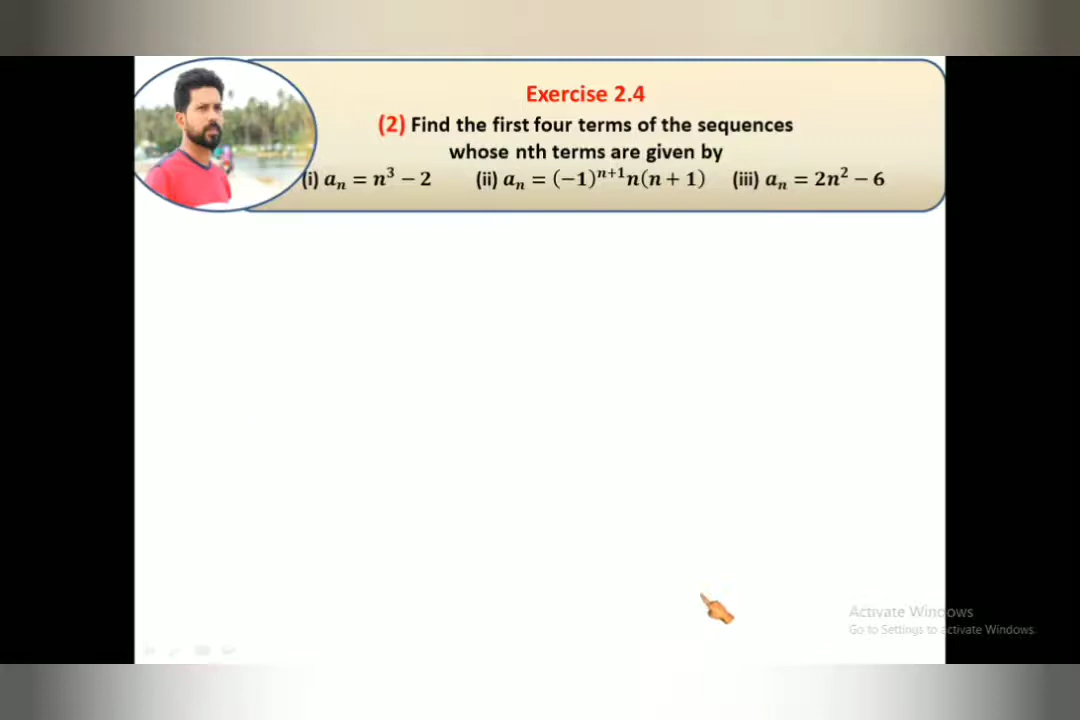 Exercise 2.4
(2) Find the first four terms of the sequences
whose nth terms are given by
(i) aₙ = n³ − 2 (ii) aₙ = (−1)ⁿ⁺¹n(n + 1) (iii) aₙ = 2n² − 6
Activate Windows
Go to Settings to activate Windows.